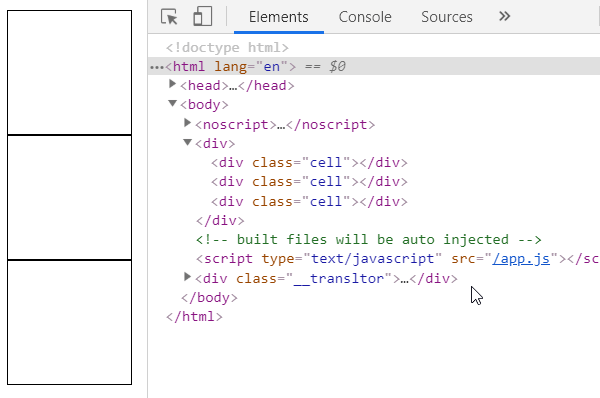 Elements Console Sources »
<!doctype html>
•••<html lang="en"> == $0
▶<head>…</head>
▼<body>
▶<noscript>…</noscript>
▼<div>
<div class="cell"></div>
<div class="cell"></div>
<div class="cell"></div>
</div>
<!-- built files will be auto injected -->
<script type="text/javascript" src="/app.js"></sc
▶<div class="__transltor">…</div>
</body>
</html>